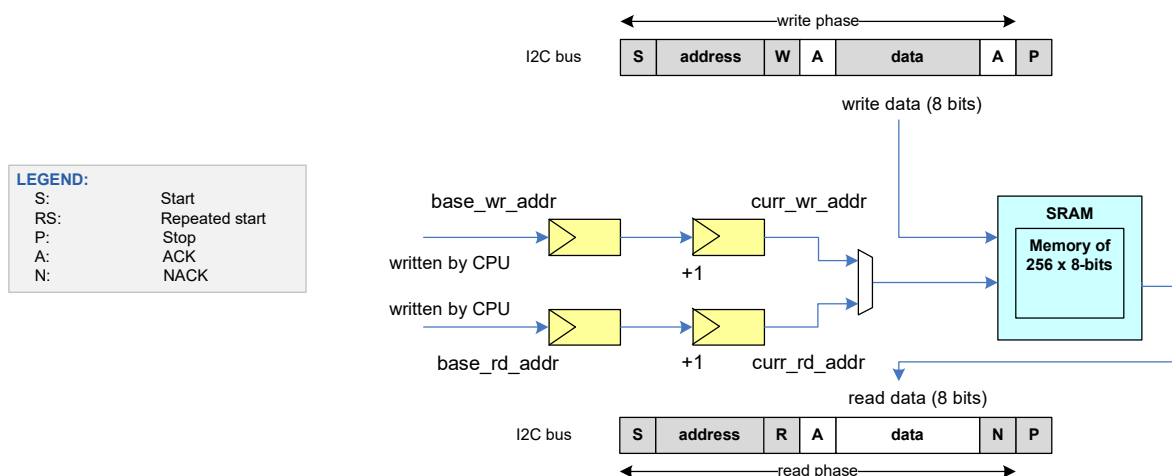 write phase
I2C bus S address W A data A P
write data (8 bits)
LEGEND:
S: Start
RS: Repeated start
P: Stop
A: ACK
N: NACK
base_wr_addr curr_wr_addr
written by CPU +1
SRAM
Memory of
256 x 8-bits
written by CPU
base_rd_addr +1 curr_rd_addr
read data (8 bits)
I2C bus S address R A data N P
read phase